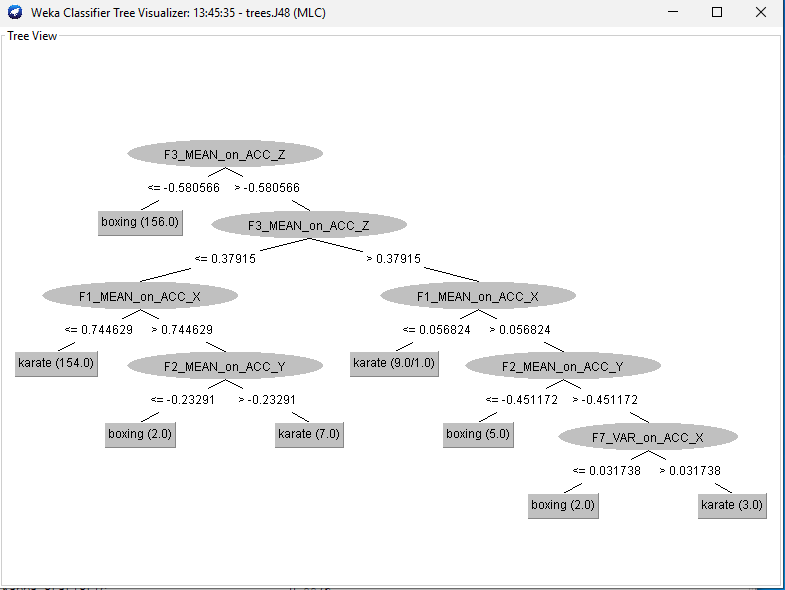 Weka Classifier Tree Visualizer: 13:45:35 - trees.J48 (MLC)
Tree View
F3_MEAN_on_ACC_Z
<= -0.580566 > -0.580566
boxing (156.0)
F3_MEAN_on_ACC_Z
<= 0.37915 > 0.37915
F1_MEAN_on_ACC_X
F1_MEAN_on_ACC_X
<= 0.744629 > 0.744629
<= 0.056824 > 0.056824
karate (154.0)
F2_MEAN_on_ACC_Y
karate (9.0/1.0)
F2_MEAN_on_ACC_Y
<= -0.23291 > -0.23291
<= -0.451172 > -0.451172
boxing (2.0)
karate (7.0)
boxing (5.0)
F7_VAR_on_ACC_X
<= 0.031738 > 0.031738
boxing (2.0)
karate (3.0)